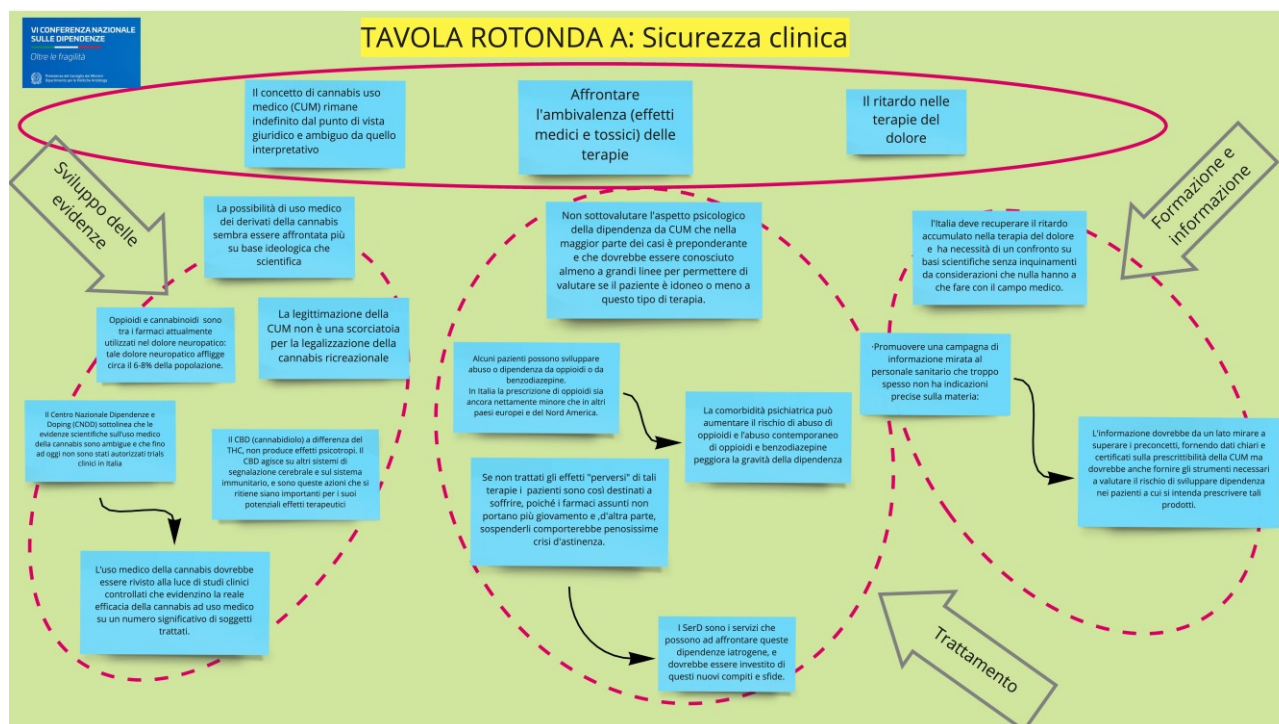 VI CONFERENZA NAZIONALE
SULLE DIPENDENZE
Oltre le fragilità
Presidenza del Consiglio dei Ministri
Dipartimento per le Politiche Antidroga
TAVOLA ROTONDA A: Sicurezza clinica
Il concetto di cannabis uso
medico (CUM) rimane
indefinito dal punto di vista
giuridico e ambiguo da quello
interpretativo
Affrontare
l'ambivalenza (effetti
medici e tossici) delle
terapie
Il ritardo nelle
terapie del
dolore
Sviluppo delle
evidenze
Formazione e
informazione
La possibilità di uso medico
dei derivati della cannabis
sembra essere affrontata più
su base ideologica che
scientifica
Oppioidi e cannabinoidi sono
tra i farmaci attualmente
utilizzati nel dolore neuropatico:
tale dolore neuropatico affligge
circa il 6-8% della popolazione.
La legittimazione della
CUM non è una scorciatoia
per la legalizzazione della
cannabis ricreazionale
Il Centro Nazionale Dipendenze e
Doping (CNDD) sottolinea che le
evidenze scientifiche sull'uso medico
della cannabis sono ambigue e che fino
ad oggi non sono stati autorizzati trials
clinici in Italia
Il CBD (cannabidiolo) a differenza del
THC, non produce effetti psicotropi. Il
CBD agisce su altri sistemi di
segnalazione cerebrale e sul sistema
immunitario, e sono queste azioni che si
ritiene siano importanti per i suoi
potenziali effetti terapeutici
L'uso medico della cannabis dovrebbe
essere rivisto alla luce di studi clinici
controllati che evidenzino la reale
efficacia della cannabis ad uso medico
su un numero significativo di soggetti
trattati.
Non sottovalutare l'aspetto psicologico
della dipendenza da CUM che nella
maggior parte dei casi è preponderante
e che dovrebbe essere conosciuto
almeno a grandi linee per permettere di
valutare se il paziente è idoneo o meno a
questo tipo di terapia.
Alcuni pazienti possono sviluppare
abuso o dipendenza da oppioidi o da
benzodiazepine.
In Italia la prescrizione di oppioidi sia
ancora nettamente minore che in altri
paesi europei e del Nord America.
La comorbidità psichiatrica può
aumentare il rischio di abuso di
oppioidi e l'abuso contemporaneo
di oppioidi e benzodiazepine
peggiora la gravità della dipendenza
Se non trattati gli effetti "perversi" di tali
terapie i pazienti sono così destinati a
soffrire, poiché i farmaci assunti non
portano più giovamento e ,d'altra parte,
sospenderli comporterebbe penosissime
crisi d'astinenza.
I SerD sono i servizi che
possono ad affrontare queste
dipendenze iatrogene, e
dovrebbe essere investito di
questi nuovi compiti e sfide.
l'Italia deve recuperare il ritardo
accumulato nella terapia del dolore
e ha necessità di un confronto su
basi scientifiche senza inquinamenti
da considerazioni che nulla hanno a
che fare con il campo medico.
·Promuovere una campagna di
informazione mirata al
personale sanitario che troppo
spesso non ha indicazioni
precise sulla materia:
L'informazione dovrebbe da un lato mirare a
superare i preconcetti, fornendo dati chiari e
certificati sulla prescrittibilità della CUM ma
dovrebbe anche fornire gli strumenti necessari
a valutare il rischio di sviluppare dipendenza
nei pazienti a cui si intenda prescrivere tali
prodotti.
Trattamento